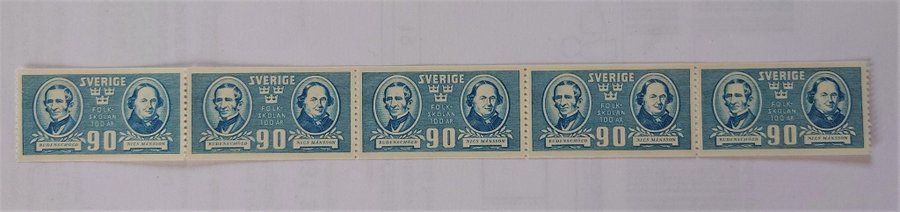 SVERIGE
FOLK-
SKOLAN
100 ÅR
90
RUDENSCHÖLD
NILS MÅNSSON
SVERIGE
FOLK-
SKOLAN
100 ÅR
90
RUDENSCHÖLD
NILS MÅNSSON
SVERIGE
FOLK-
SKOLAN
100 ÅR
90
RUDENSCHÖLD
NILS MÅNSSON
SVERIGE
FOLK-
SKOLAN
100 ÅR
90
RUDENSCHÖLD
NILS MÅNSSON
SVERIGE
FOLK-
SKOLAN
100 ÅR
90
RUDENSCHÖLD
NILS MÅNSSON